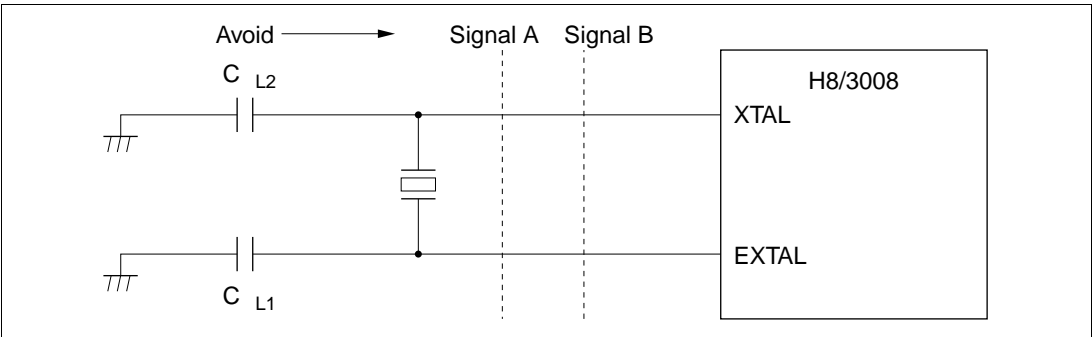 Avoid Signal A Signal B
C L2
H8/3008
XTAL
EXTAL
C L1